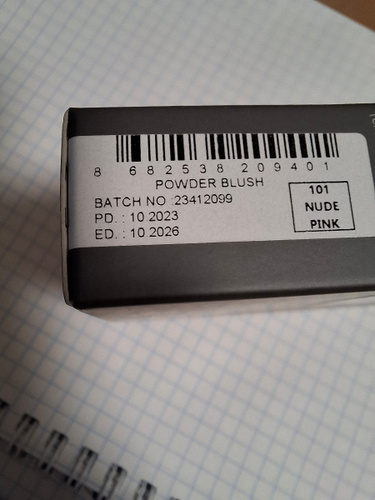 8 682538 209401
POWDER BLUSH
BATCH NO :23412099
PD. : 10 2023
ED. : 10 2026
101
NUDE
PINK